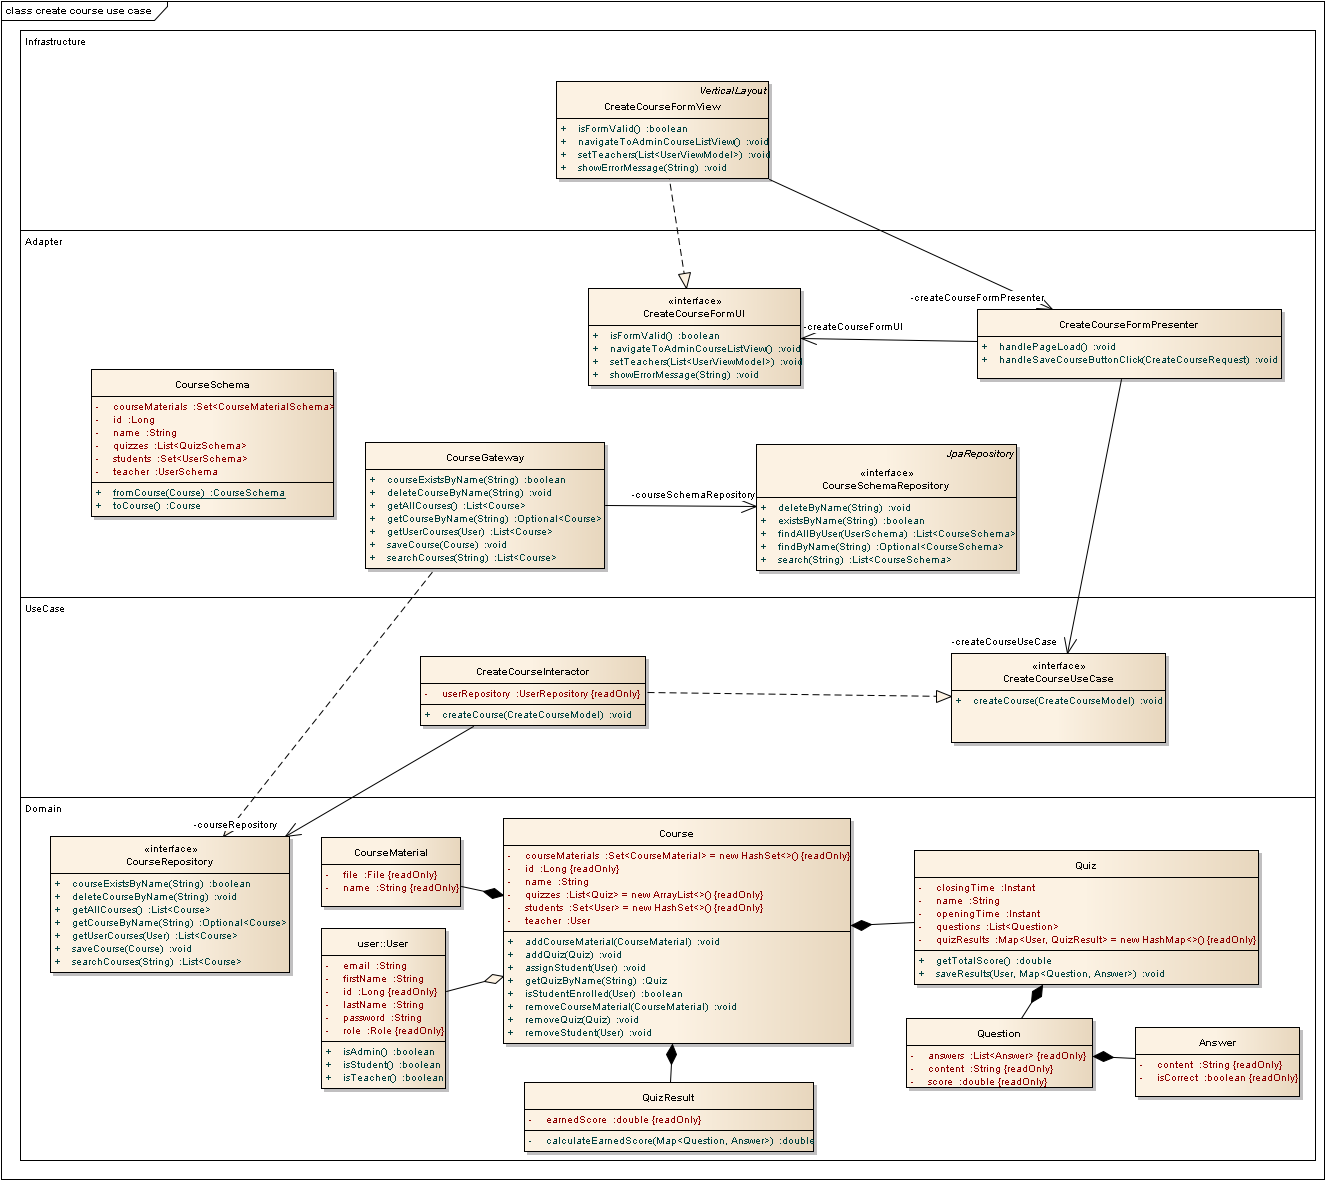 class create course use case
Infrastructure
VerticalLayout
CreateCourseFormView
+ isFormValid() :boolean
+ navigateToAdminCourseListView() :void
+ setTeachers(List<UserViewModel>) :void
+ showErrorMessage(String) :void
Adapter
-createCourseFormPresenter
«interface»
CreateCourseFormUI
+ isFormValid() :boolean
+ navigateToAdminCourseListView() :void
+ setTeachers(List<UserViewModel>) :void
+ showErrorMessage(String) :void
-createCourseFormUI
CreateCourseFormPresenter
+ handlePageLoad() :void
+ handleSaveCourseButtonClick(CreateCourseRequest) :void
CourseSchema
- courseMaterials :Set<CourseMaterialSchema>
- id :Long
- name :String
- quizzes :List<QuizSchema>
- students :Set<UserSchema>
- teacher :UserSchema
+ fromCourse(Course) :CourseSchema
+ toCourse() :Course
CourseGateway
+ courseExistsByName(String) :boolean
+ deleteCourseByName(String) :void
+ getAllCourses() :List<Course>
+ getCourseByName(String) :Optional<Course>
+ getUserCourses(User) :List<Course>
+ saveCourse(Course) :void
+ searchCourses(String) :List<Course>
-courseSchemaRepository
JpaRepository
«interface»
CourseSchemaRepository
+ deleteByName(String) :void
+ existsByName(String) :boolean
+ findAllByUser(UserSchema) :List<CourseSchema>
+ findByName(String) :Optional<CourseSchema>
+ search(String) :List<CourseSchema>
UseCase
-createCourseUseCase
CreateCourseInteractor
- userRepository :UserRepository {readOnly}
+ createCourse(CreateCourseModel) :void
«interface»
CreateCourseUseCase
+ createCourse(CreateCourseModel) :void
Domain
-courseRepository
«interface»
CourseRepository
+ courseExistsByName(String) :boolean
+ deleteCourseByName(String) :void
+ getAllCourses() :List<Course>
+ getCourseByName(String) :Optional<Course>
+ getUserCourses(User) :List<Course>
+ saveCourse(Course) :void
+ searchCourses(String) :List<Course>
CourseMaterial
- file :File {readOnly}
- name :String {readOnly}
user::User
- email :String
- firstName :String
- id :Long {readOnly}
- lastName :String
- password :String
- role :Role {readOnly}
+ isAdmin() :boolean
+ isStudent() :boolean
+ isTeacher() :boolean
Course
- courseMaterials :Set<CourseMaterial> = new HashSet<>() {readOnly}
- id :Long {readOnly}
- name :String
- quizzes :List<Quiz> = new ArrayList<>() {readOnly}
- students :Set<User> = new HashSet<>() {readOnly}
- teacher :User
+ addCourseMaterial(CourseMaterial) :void
+ addQuiz(Quiz) :void
+ assignStudent(User) :void
+ getQuizByName(String) :Quiz
+ isStudentEnrolled(User) :boolean
+ removeCourseMaterial(CourseMaterial) :void
+ removeQuiz(Quiz) :void
+ removeStudent(User) :void
Quiz
- closingTime :Instant
- name :String
- openingTime :Instant
- questions :List<Question>
- quizResults :Map<User, QuizResult> = new HashMap<>() {readOnly}
+ getTotalScore() :double
+ saveResults(User, Map<Question, Answer>) :void
Question
- answers :List<Answer> {readOnly}
- content :String {readOnly}
- score :double {readOnly}
Answer
- content :String {readOnly}
- isCorrect :boolean {readOnly}
QuizResult
- earnedScore :double {readOnly}
- calculateEarnedScore(Map<Question, Answer>) :double